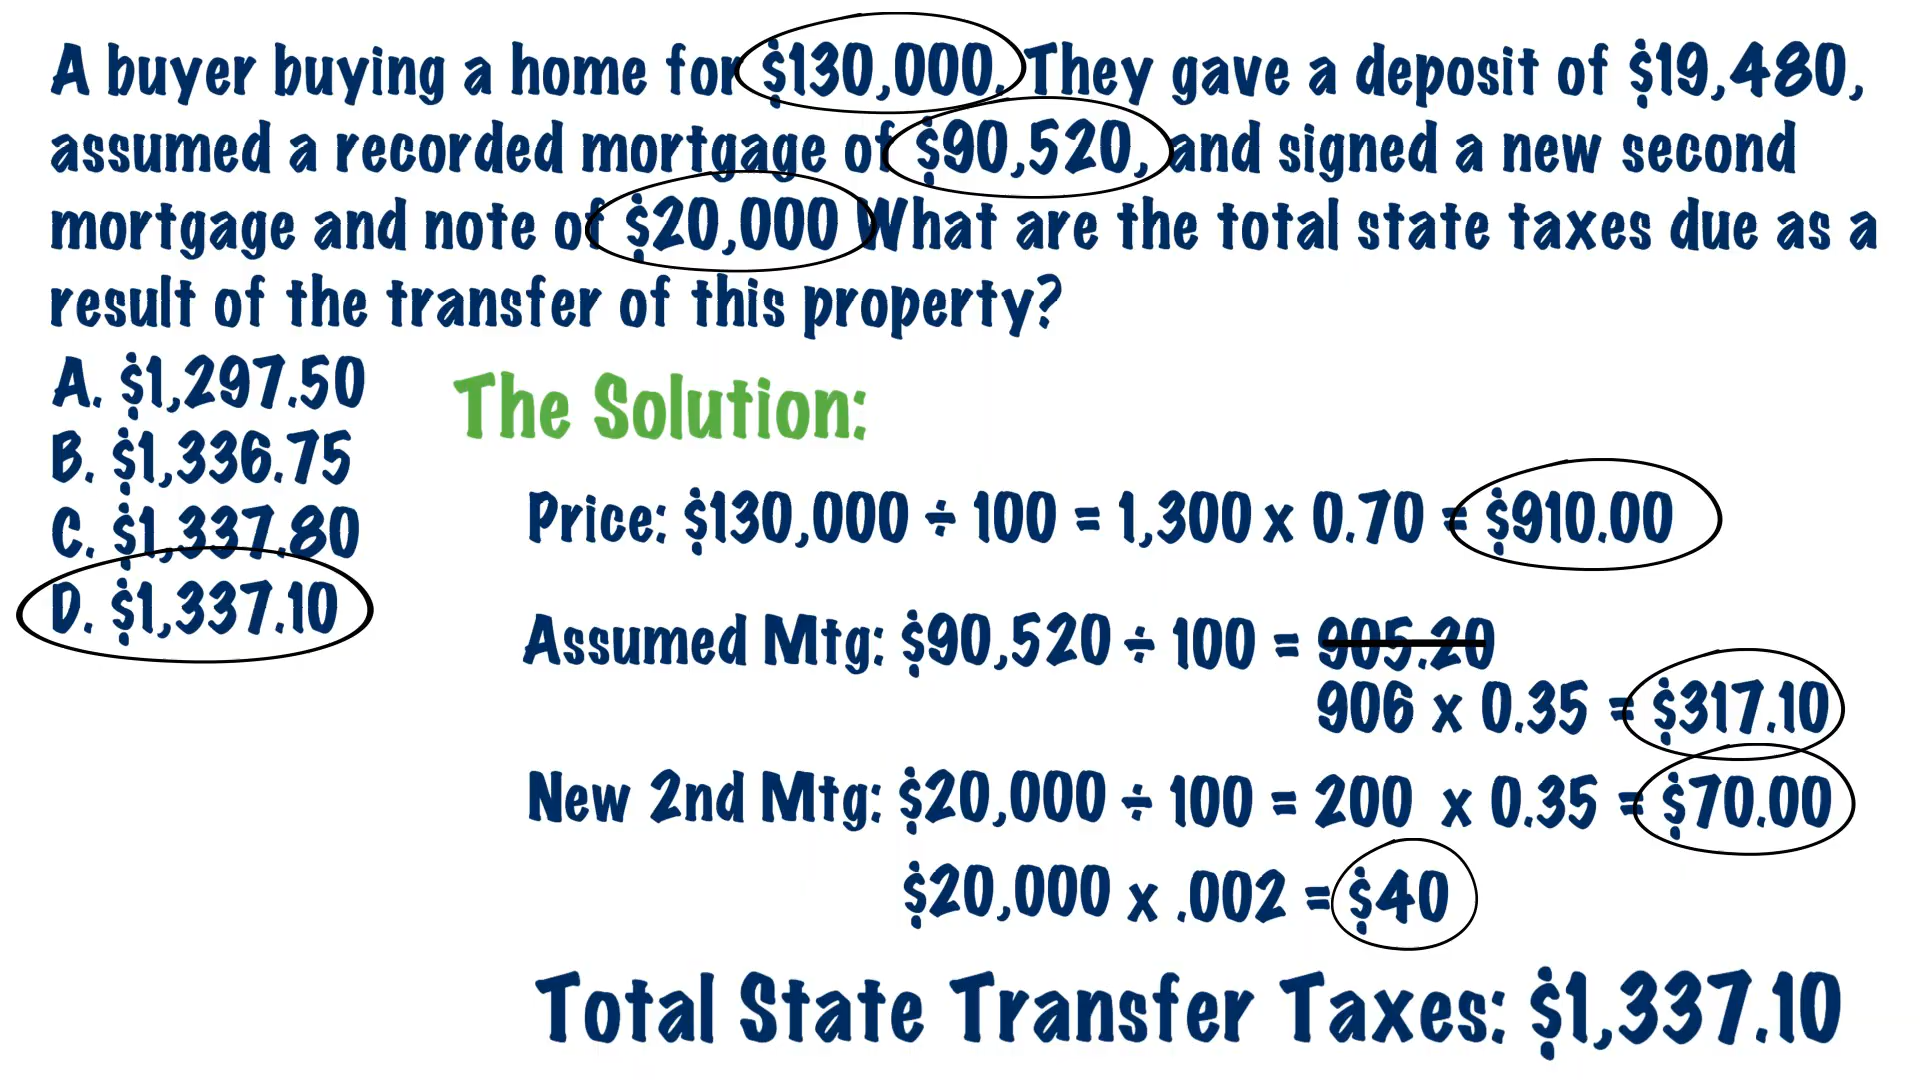 A buyer buying a home for $130,000. They gave a deposit of $19,480,
assumed a recorded mortgage of $90,520, and signed a new second
mortgage and note of $20,000 What are the total state taxes due as a
result of the transfer of this property?
A. $1,297.50
B. $1,336.75
C. $1,337.80
D. $1,337.10
The Solution:
Price: $130,000 ÷ 100 = 1,300 x 0.70 = $910.00
Assumed Mtg: $90,520 ÷ 100 = 905.20
906 x 0.35 = $317.10
New 2nd Mtg: $20,000 ÷ 100 = 200 x 0.35 = $70.00
$20,000 x .002 = $40
Total State Transfer Taxes: $1,337.10